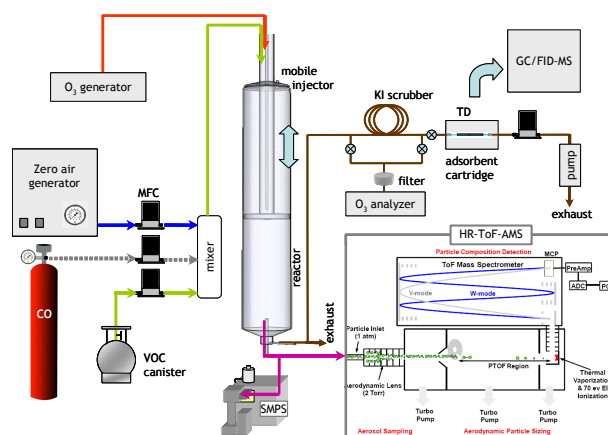 O3 generator
mobile
injector
KI scrubber
TD
GC/FID-MS
adsorbent
cartridge
pump
exhaust
filter
O3 analyzer
Zero air
generator
MFC
mixer
reactor
CO
VOC
canister
exhaust
SMPS
HR-ToF-AMS
Particle Composition Detection
ToF Mass Spectrometer
MCP
PreAmp
ADC
PC
V-mode
W-mode
Particle Inlet
(1 atm)
Aerodynamic Lens
(2 Torr)
PTOF Region
Thermal
Vaporization
& 70 ev EI
Ionization
Turbo
Pump
Turbo
Pump
Turbo
Pump
Aerosol Sampling
Aerodynamic Particle Sizing